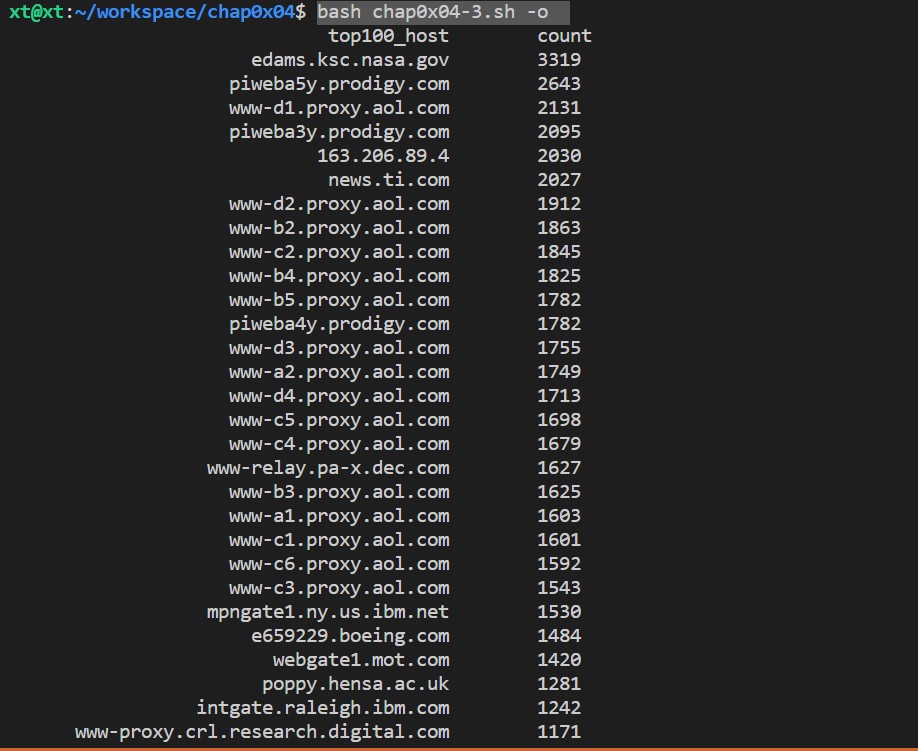 xt@xt:~/workspace/chap0x04$ bash chap0x04-3.sh -o
top100_host count
edams.ksc.nasa.gov 3319
piweba5y.prodigy.com 2643
www-d1.proxy.aol.com 2131
piweba3y.prodigy.com 2095
163.206.89.4 2030
news.ti.com 2027
www-d2.proxy.aol.com 1912
www-b2.proxy.aol.com 1863
www-c2.proxy.aol.com 1845
www-b4.proxy.aol.com 1825
www-b5.proxy.aol.com 1782
piweba4y.prodigy.com 1782
www-d3.proxy.aol.com 1755
www-a2.proxy.aol.com 1749
www-d4.proxy.aol.com 1713
www-c5.proxy.aol.com 1698
www-c4.proxy.aol.com 1679
www-relay.pa-x.dec.com 1627
www-b3.proxy.aol.com 1625
www-a1.proxy.aol.com 1603
www-c1.proxy.aol.com 1601
www-c6.proxy.aol.com 1592
www-c3.proxy.aol.com 1543
mpngate1.ny.us.ibm.net 1530
e659229.boeing.com 1484
webgate1.mot.com 1420
poppy.hensa.ac.uk 1281
intgate.raleigh.ibm.com 1242
www-proxy.crl.research.digital.com 1171